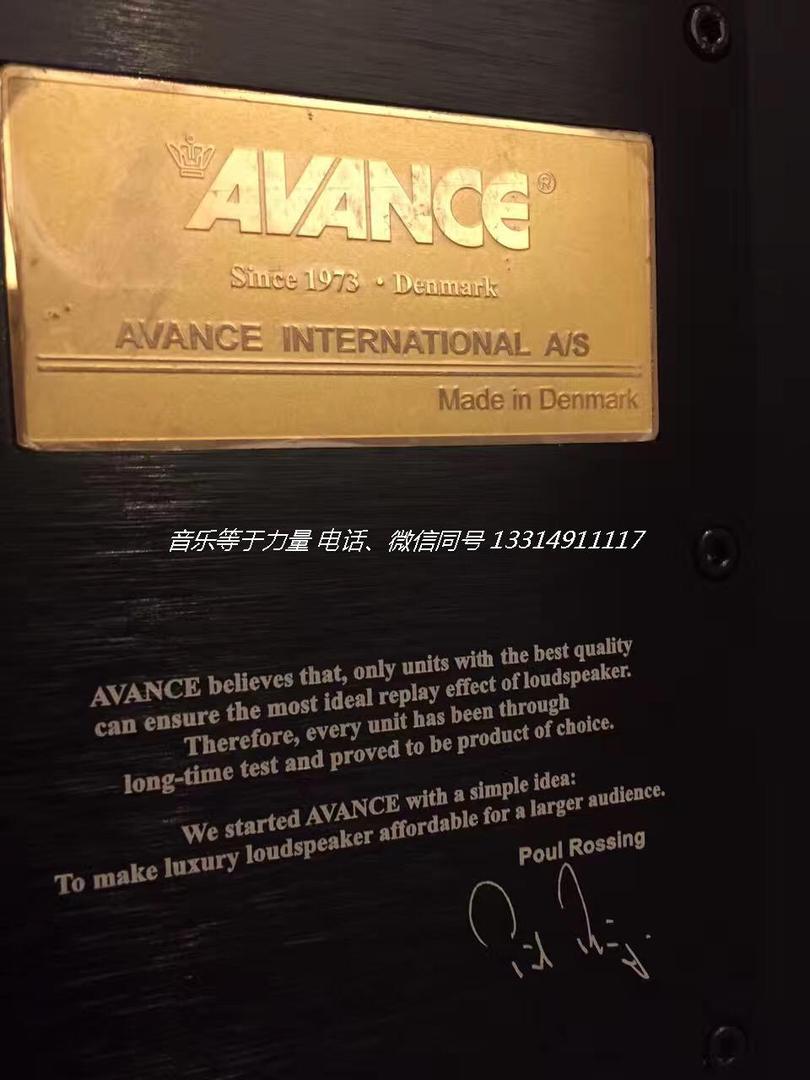 AVANCE®
Since 1973 · Denmark
AVANCE INTERNATIONAL A/S
Made in Denmark
音乐等于力量 电话、微信同号 13314911117
AVANCE believes that, only units with the best quality
can ensure the most ideal replay effect of loudspeaker.
Therefore, every unit has been through
long-time test and proved to be product of choice.
We started AVANCE with a simple idea:
To make luxury loudspeaker affordable for a larger audience.
Poul Rossing